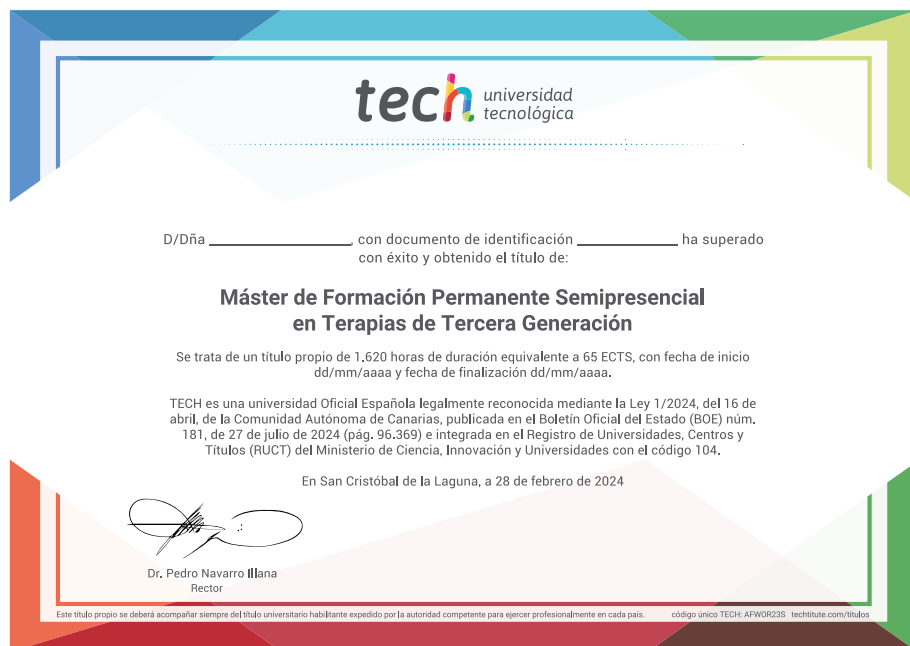 tech universidad
tecnológica
D/Dña ______________, con documento de identificación __________ ha superado
con éxito y obtenido el título de:
Máster de Formación Permanente Semipresencial
en Terapias de Tercera Generación
Se trata de un título propio de 1.620 horas de duración equivalente a 65 ECTS, con fecha de inicio
dd/mm/aaaa y fecha de finalización dd/mm/aaaa.
TECH es una universidad Oficial Española legalmente reconocida mediante la Ley 1/2024, del 16 de
abril, de la Comunidad Autónoma de Canarias, publicada en el Boletín Oficial del Estado (BOE) núm.
181, de 27 de julio de 2024 (pág. 96.369) e integrada en el Registro de Universidades, Centros y
Títulos (RUCT) del Ministerio de Ciencia, Innovación y Universidades con el código 104.
En San Cristóbal de la Laguna, a 28 de febrero de 2024
Dr. Pedro Navarro Illana
Rector
Este título propio se deberá acompañar siempre del título universitario habilitante expedido por la autoridad competente para ejercer profesionalmente en cada país. código único TECH: AFWOR23S techtitute.com/titulos